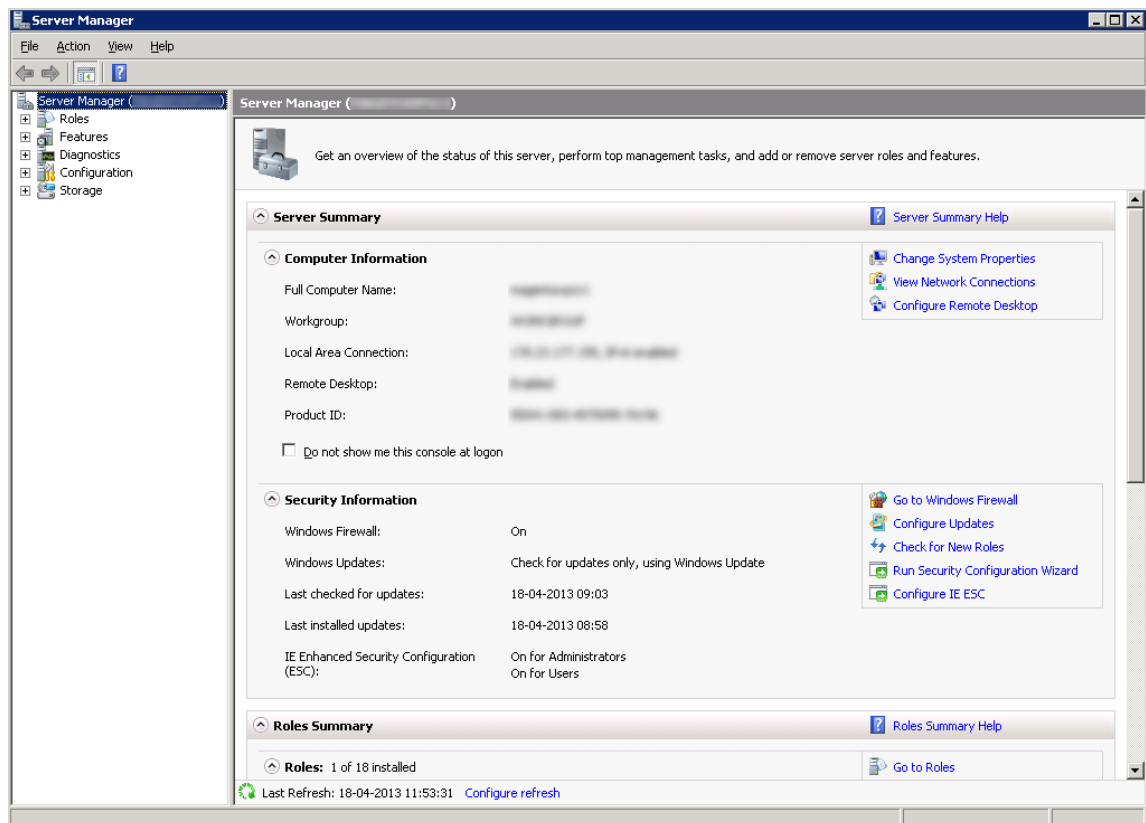 Server Manager
File Action View Help
Server Manager ( )
Roles
Features
Diagnostics
Configuration
Storage
Server Manager ( )
Get an overview of the status of this server, perform top management tasks, and add or remove server roles and features.
Server Summary
Server Summary Help
Computer Information
Full Computer Name:
Workgroup:
Local Area Connection:
Remote Desktop:
Product ID:
Do not show me this console at logon
Change System Properties
View Network Connections
Configure Remote Desktop
Security Information
Windows Firewall: On
Windows Updates: Check for updates only, using Windows Update
Last checked for updates: 18-04-2013 09:03
Last installed updates: 18-04-2013 08:58
IE Enhanced Security Configuration (ESC): On for Administrators
On for Users
Go to Windows Firewall
Configure Updates
Check for New Roles
Run Security Configuration Wizard
Configure IE ESC
Roles Summary
Roles Summary Help
Roles: 1 of 18 installed
Go to Roles
Last Refresh: 18-04-2013 11:53:31 Configure refresh